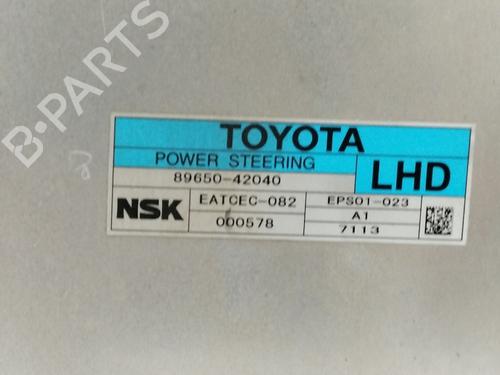 B-PARTS
TOYOTA
POWER STEERING
89650-42040
LHD
NSK
EATCEC-082
EPS01-023
000578
A1
7113